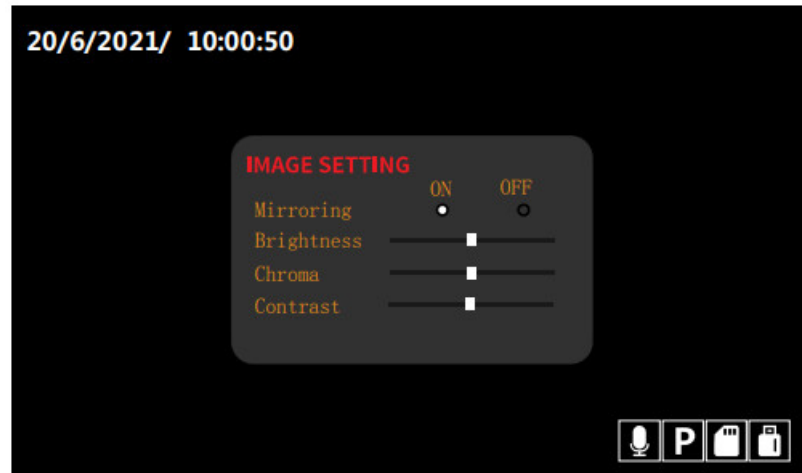 20/6/2021/ 10:00:50
IMAGE SETTING
ON OFF
Mirroring
Brightness
Chroma
Contrast
P